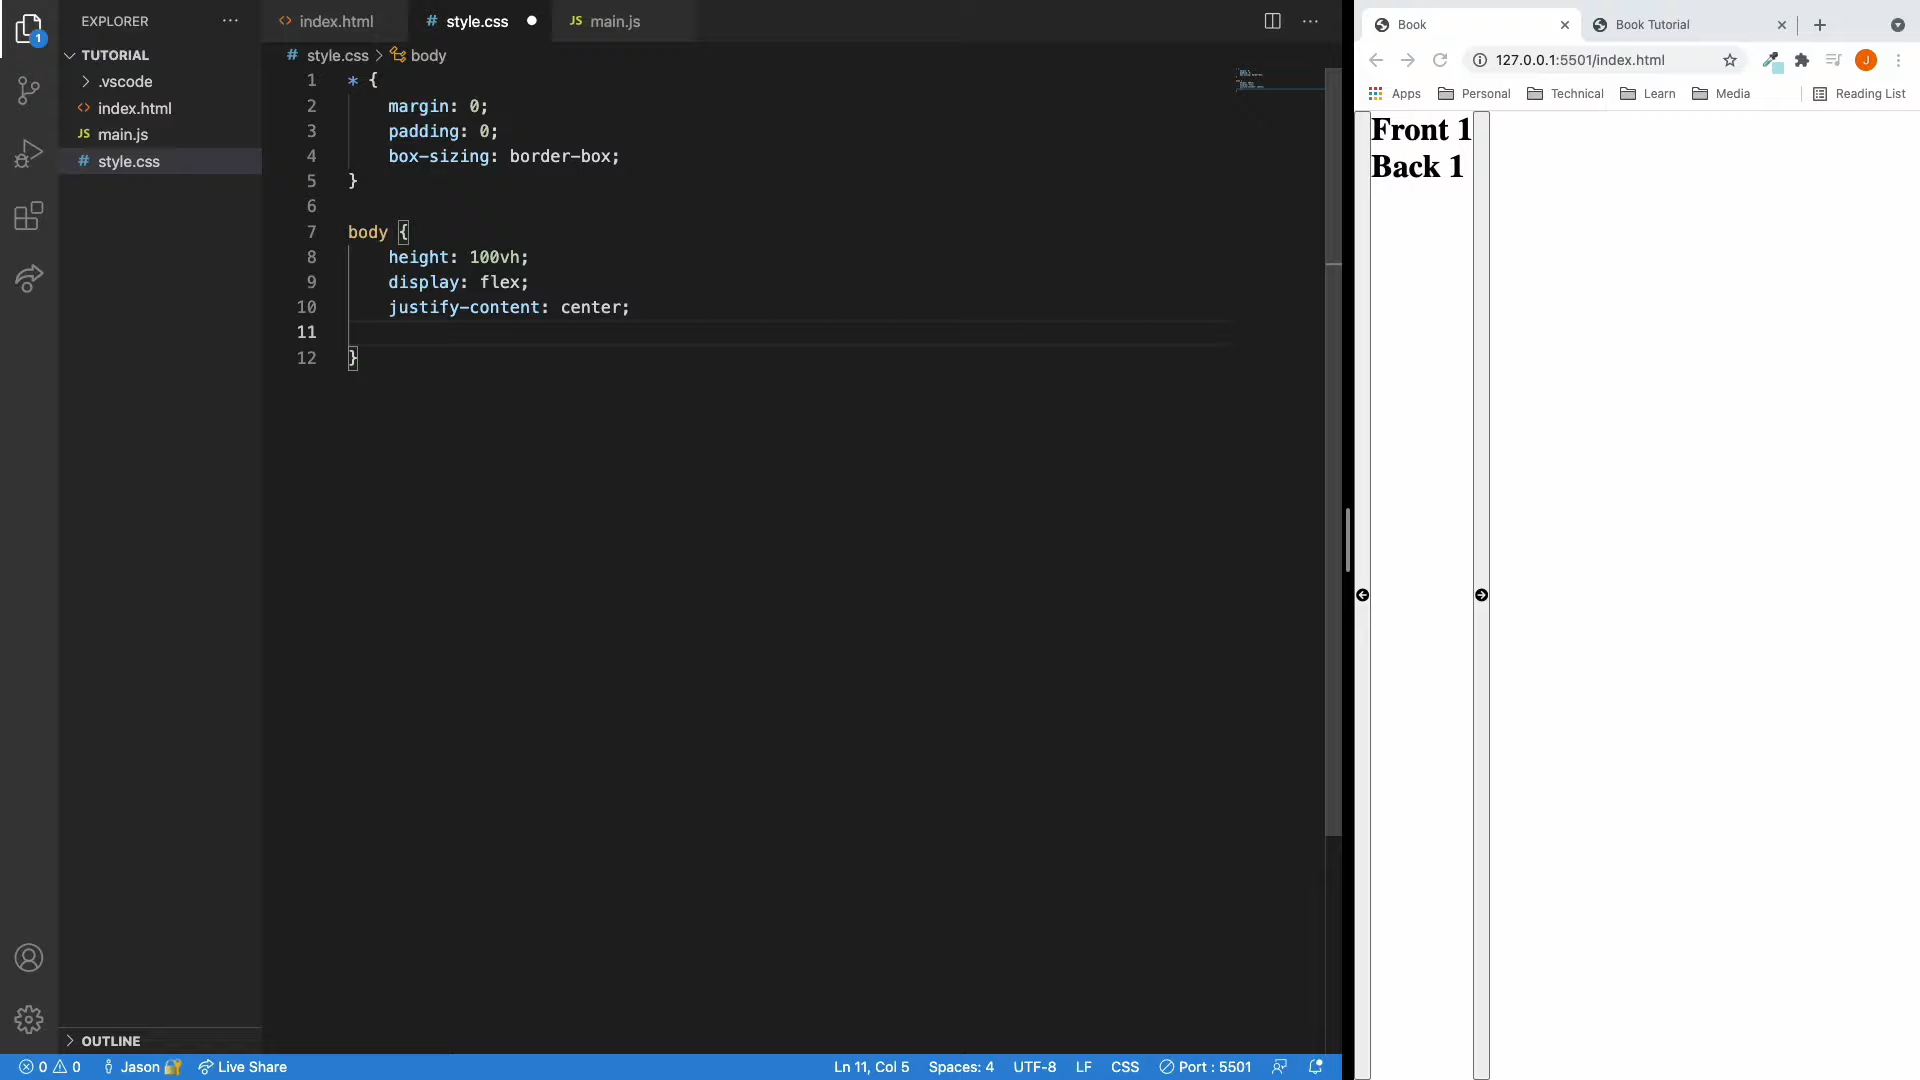 EXPLORER
TUTORIAL
.vscode
index.html
JS main.js
# style.css
OUTLINE
1
index.html
# style.css
JS main.js
# style.css > body
1 * {
2 margin: 0;
3 padding: 0;
4 box-sizing: border-box;
5 }
6
7 body {
8 height: 100vh;
9 display: flex;
10 justify-content: center;
11
12 }
0 0 Jason Live Share
Ln 11, Col 5 Spaces: 4 UTF-8 LF CSS Port : 5501
Book
Book Tutorial
127.0.0.1:5501/index.html
J
Apps Personal Technical Learn Media Reading List
Front 1
Back 1